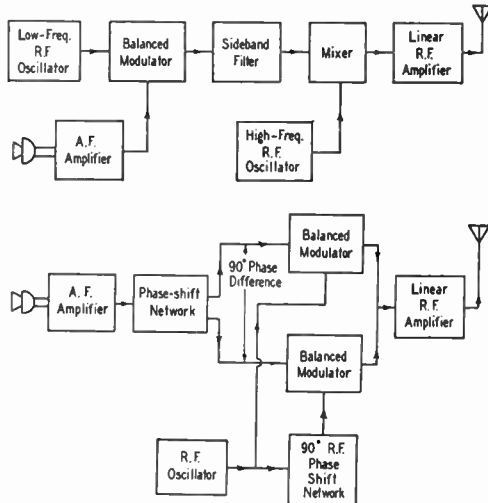 Low-Freq.
R.F.
Oscillator
Balanced
Modulator
Sideband
Filter
Mixer
Linear
R.F.
Amplifier
A.F.
Amplifier
High-Freq.
R.F.
Oscillator
Balanced
Modulator
90° Phase
Difference
A.F.
Amplifier
Phase-shift
Network
Linear
R.F.
Amplifier
Balanced
Modulator
R.F.
Oscillator
90° R.F.
Phase
Shift
Network